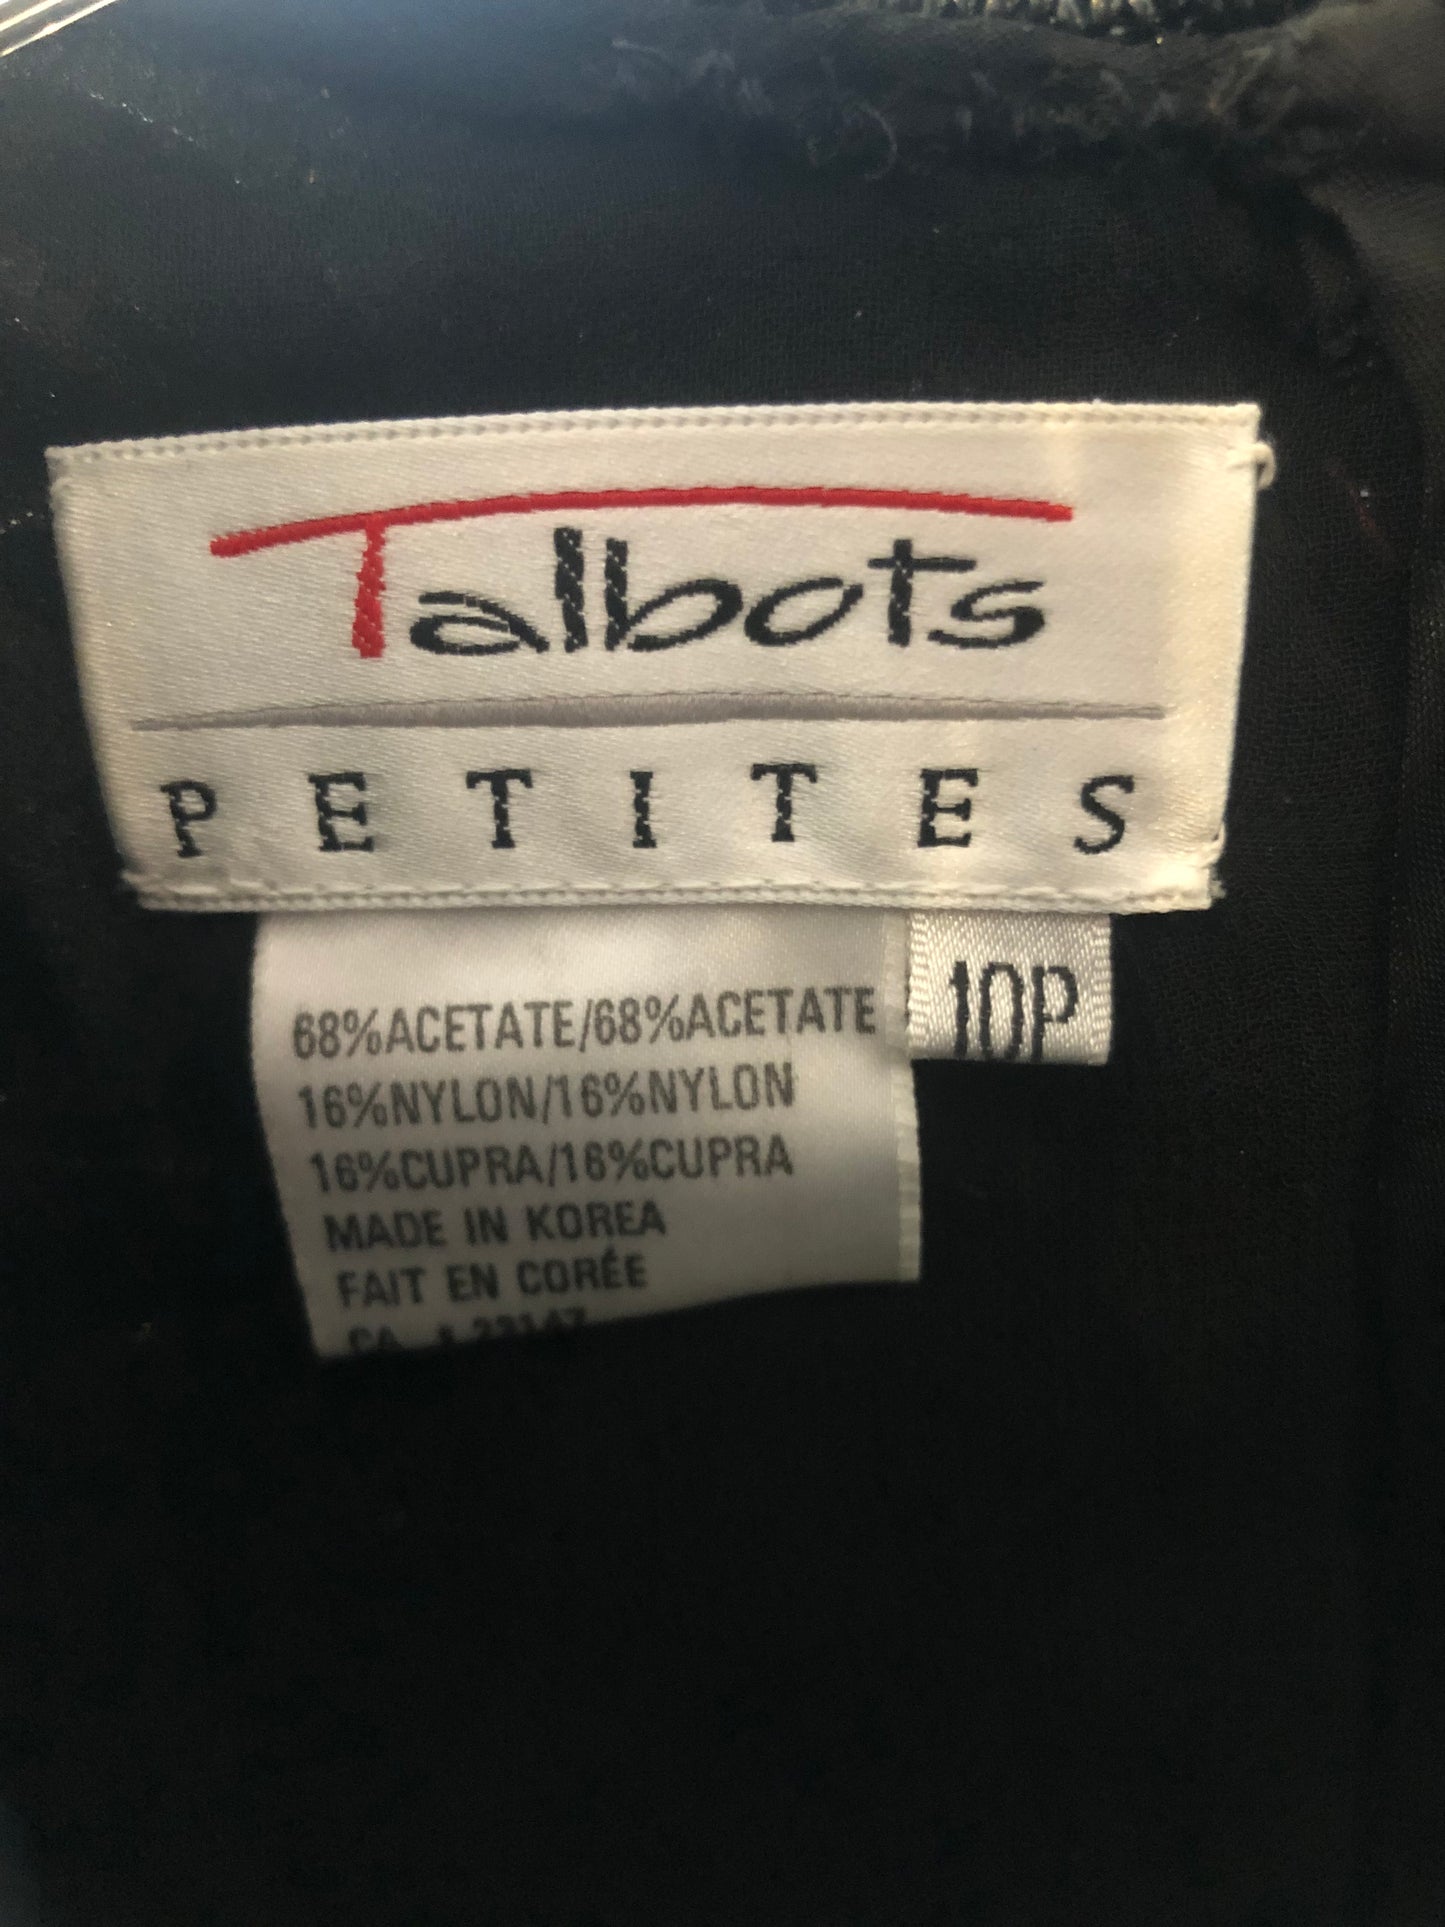 Talbots
PETITES
10P
68%ACETATE/68%ACETATE
16%NYLON/16%NYLON
16%CUPRA/16%CUPRA
MADE IN KOREA
FAIT EN CORÉE
CA